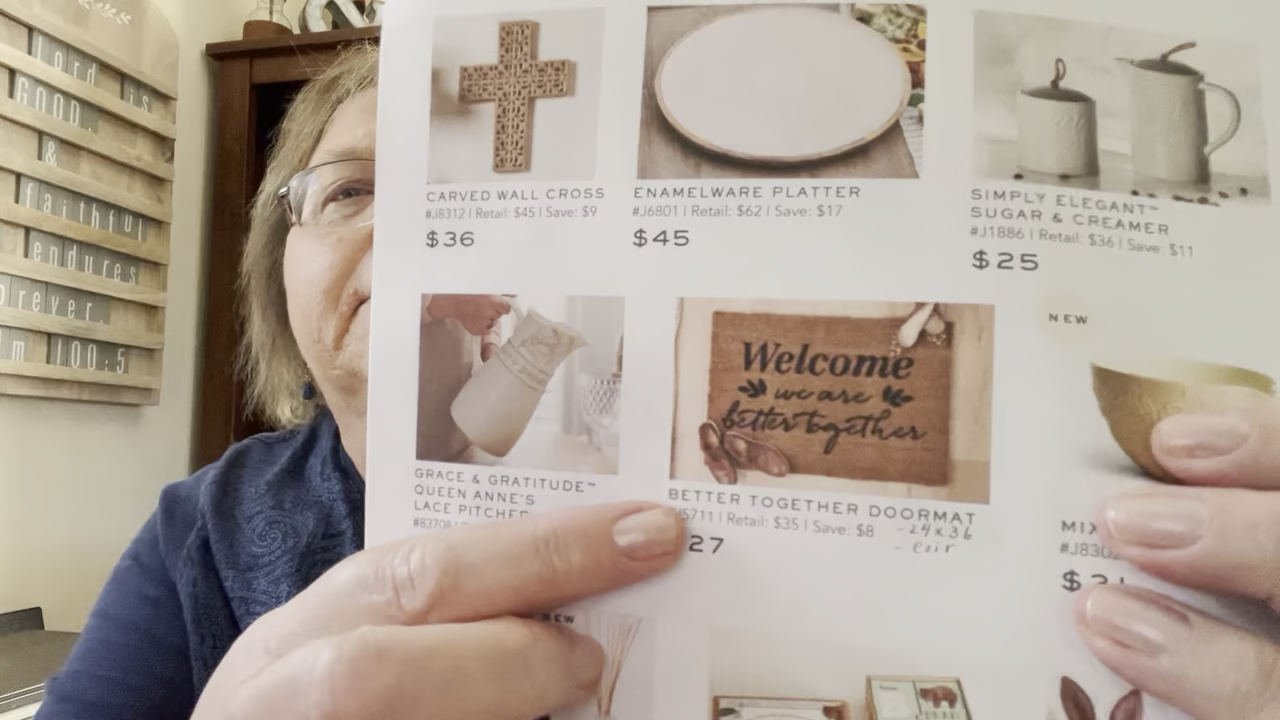 Lord is
GOOD.
&
faithful
endures
100:5
CARVED WALL CROSS
#J8312 | Retail: $45 | Save: $9
$36
ENAMELWARE PLATTER
#J6801 | Retail: $62 | Save: $17
$45
SIMPLY ELEGANT™
SUGAR & CREAMER
#J1886 | Retail: $36 | Save: $11
$25
GRACE & GRATITUDE™
QUEEN ANNE'S
LACE PITCHER
Welcome
we are
better together
BETTER TOGETHER DOORMAT
5711 | Retail: $35 | Save: $8
- 24x36
- coir
27
NEW
MIX
#J830
NEW